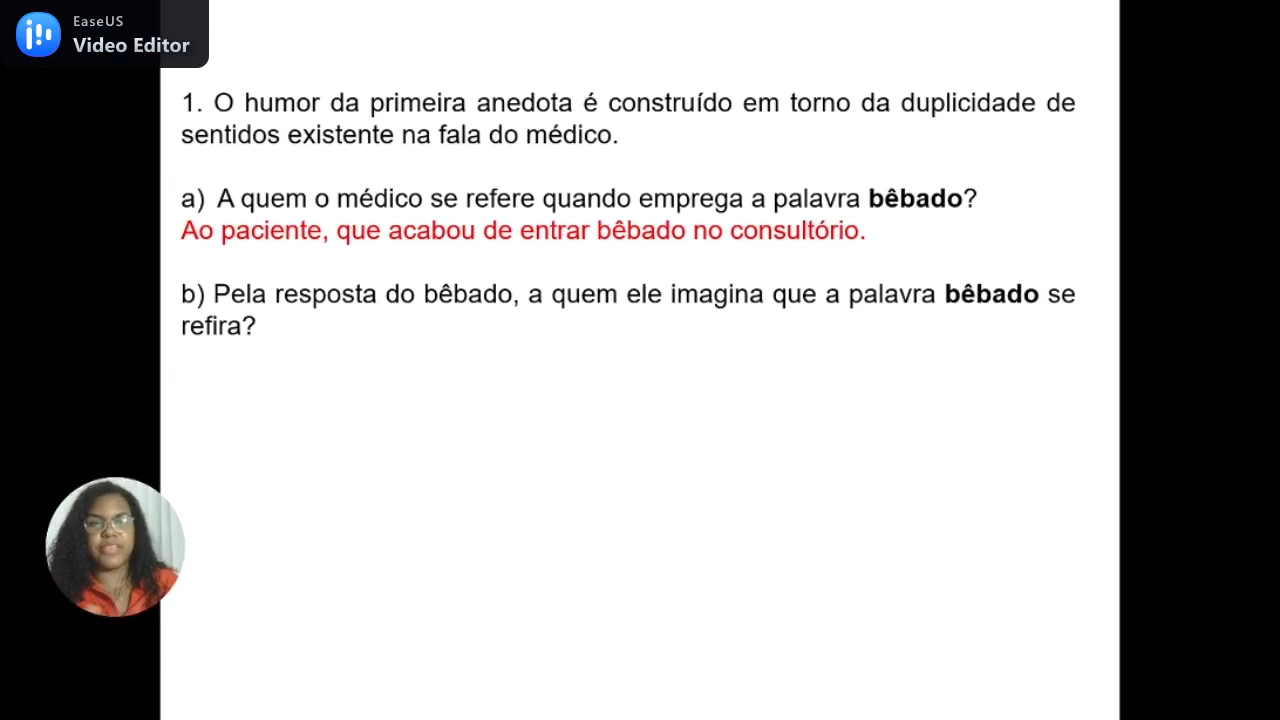 EaseUS
Video Editor
1. O humor da primeira anedota é construído em torno da duplicidade de
sentidos existente na fala do médico.
a) A quem o médico se refere quando emprega a palavra bêbado?
Ao paciente, que acabou de entrar bêbado no consultório.
b) Pela resposta do bêbado, a quem ele imagina que a palavra bêbado se
refira?